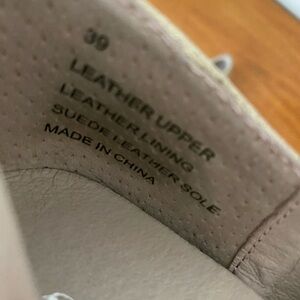 39
LEATHER UPPER
LEATHER LINING
SUEDE LEATHER SOLE
MADE IN CHINA